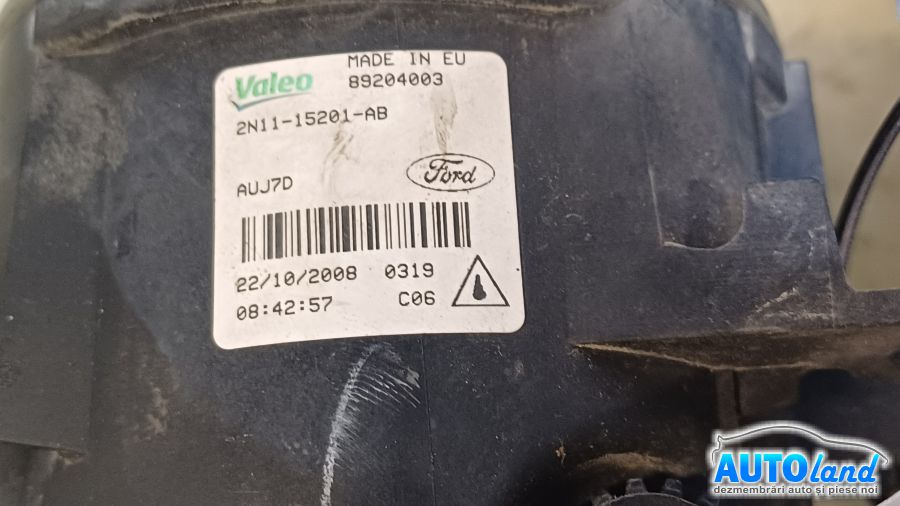 MADE IN EU
Valeo 89204003
2N11-15201-AB
AUJ7D
Ford
22/10/2008 0319
08:42:57 C06
AUTOland
dezmembrări auto și piese noi